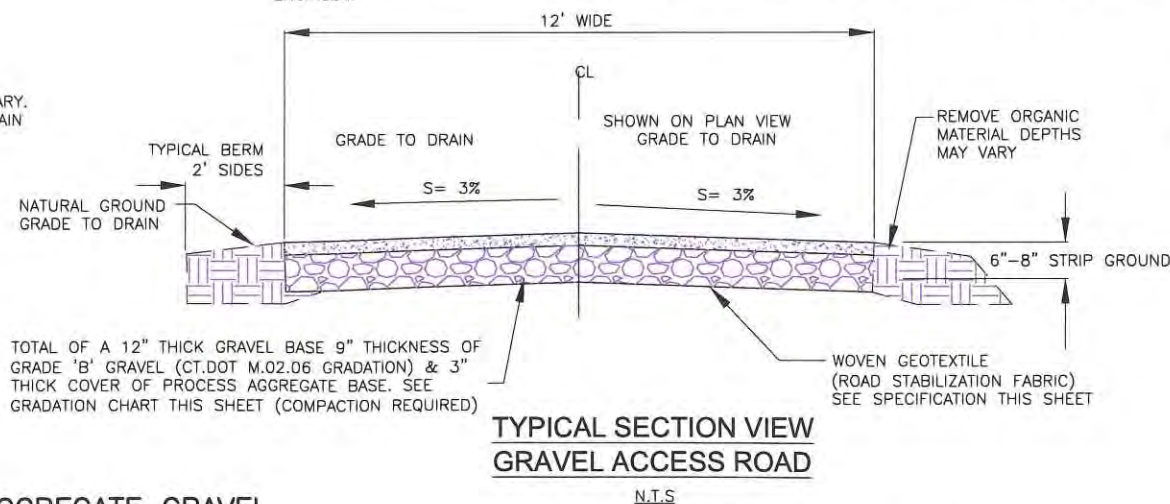 12' WIDE
CL
ARY.
AIN
TYPICAL BERM
2' SIDES
GRADE TO DRAIN
SHOWN ON PLAN VIEW
GRADE TO DRAIN
REMOVE ORGANIC
MATERIAL DEPTHS
MAY VARY
S= 3%
S= 3%
NATURAL GROUND
GRADE TO DRAIN
6"-8" STRIP GROUND
TOTAL OF A 12" THICK GRAVEL BASE 9" THICKNESS OF
GRADE 'B' GRAVEL (CT.DOT M.02.06 GRADATION) & 3"
THICK COVER OF PROCESS AGGREGATE BASE. SEE
GRADATION CHART THIS SHEET (COMPACTION REQUIRED)
WOVEN GEOTEXTILE
(ROAD STABILIZATION FABRIC)
SEE SPECIFICATION THIS SHEET
TYPICAL SECTION VIEW
GRAVEL ACCESS ROAD
N.T.S